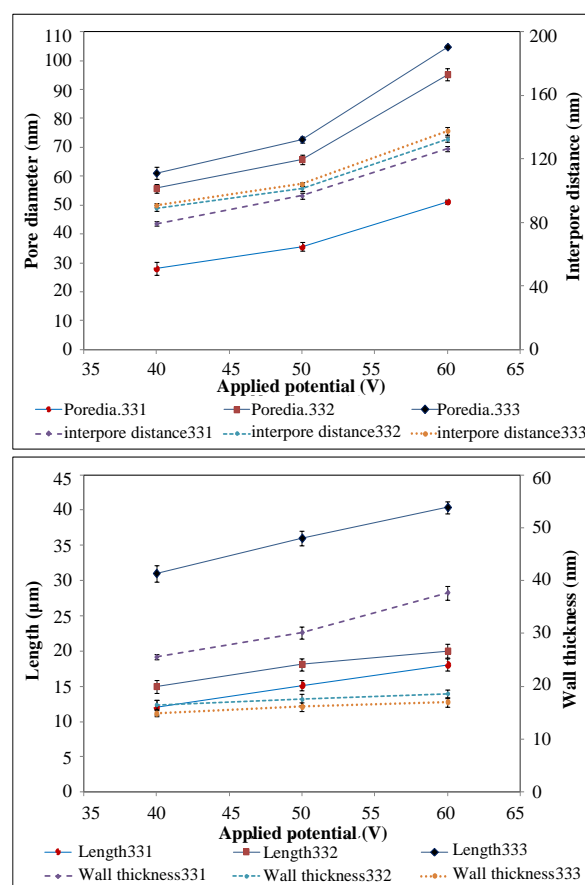 110
100
90
80
70
60
50
40
30
20
10
0
Pore diameter (nm)
200
160
120
80
40
0
Interpore distance (nm)
35 40 45 50 55 60 65
Applied potential (V)
Poredia.331 Poredia.332 Poredia.333
interpore distance331 interpore distance332 interpore distance333
45
40
35
30
25
20
15
10
5
0
Length (µm)
60
50
40
30
20
10
0
Wall thickness (nm)
35 40 45 50 55 60 65
Applied potential (V)
Length331 Length332 Length333
Wall thickness331 Wall thickness332 Wall thickness333